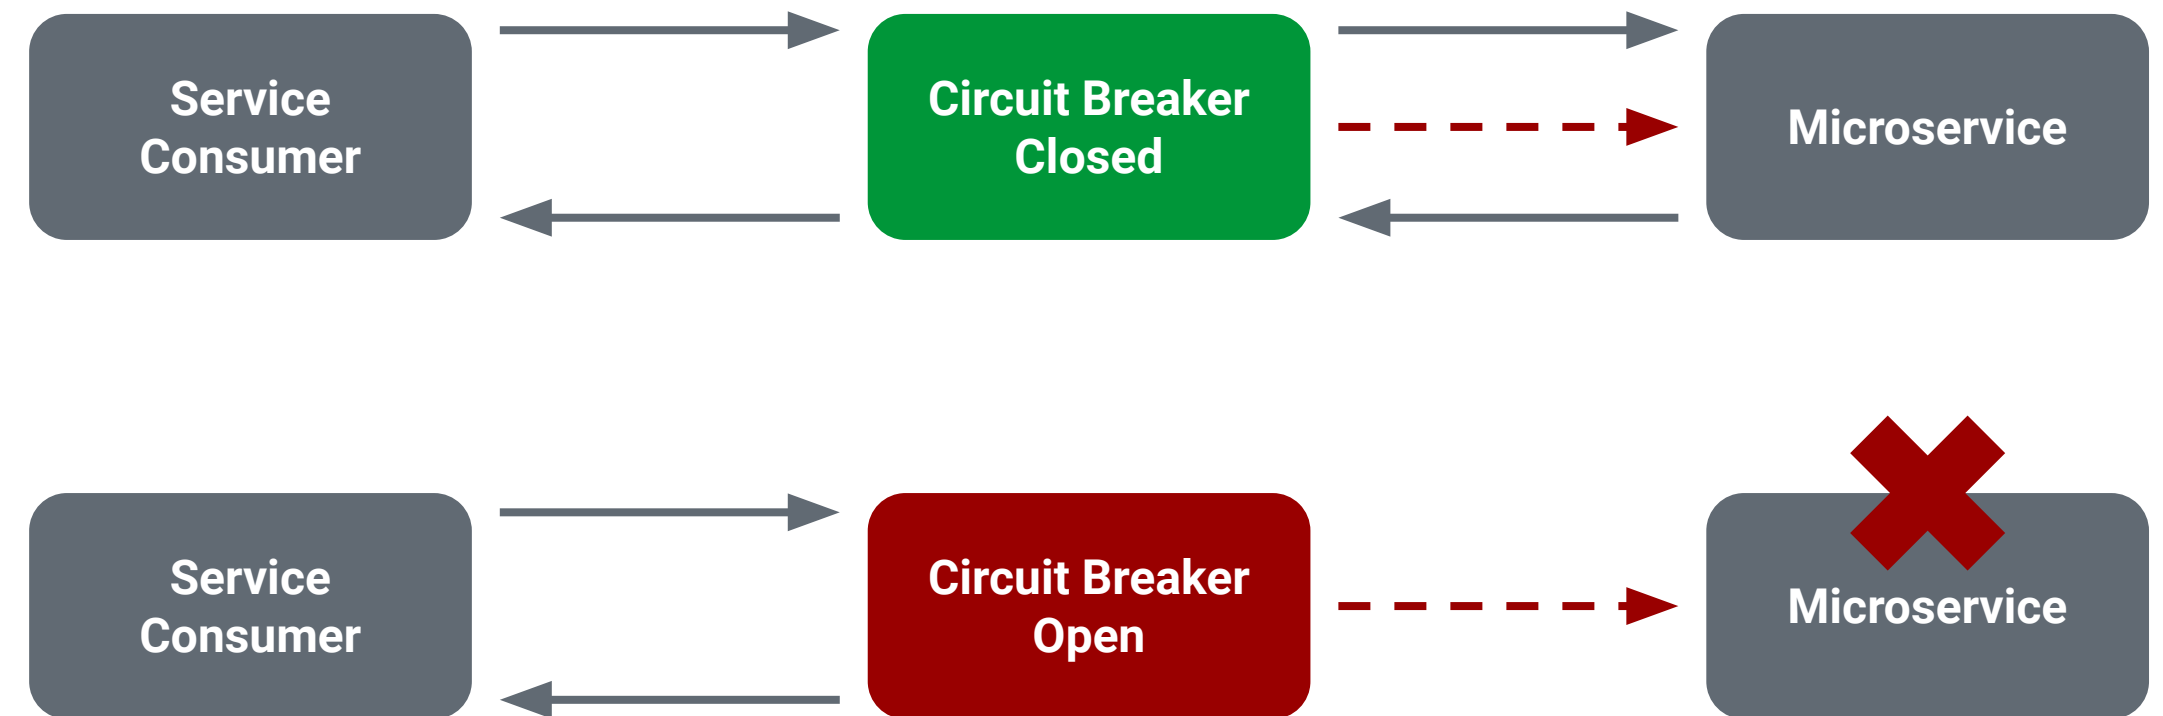 Service
Consumer
Circuit Breaker
Closed
Microservice
Service
Consumer
Circuit Breaker
Open
Microservice